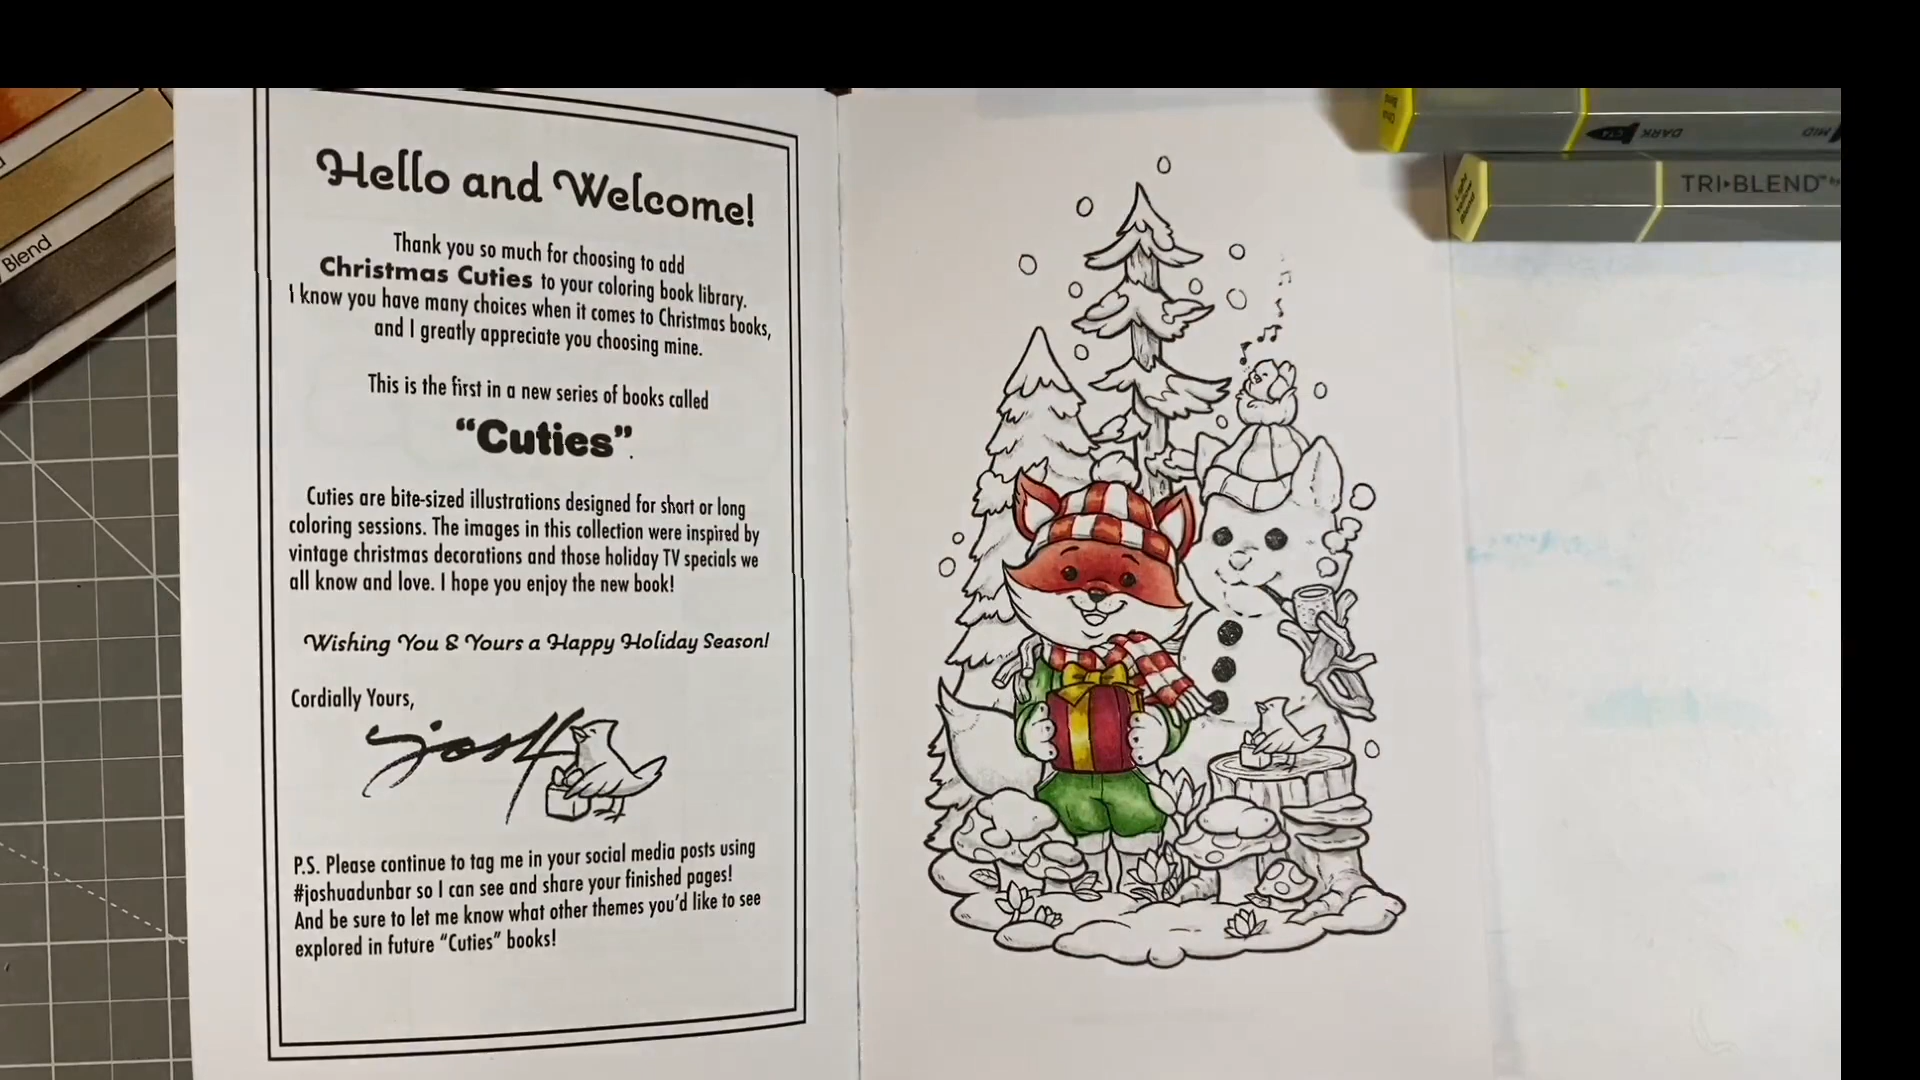 Hello and Welcome!
Thank you so much for choosing to add
Christmas Cuties to your coloring book library.
I know you have many choices when it comes to Christmas books,
and I greatly appreciate you choosing mine.
This is the first in a new series of books called
“Cuties”.
Cuties are bite-sized illustrations designed for short or long
coloring sessions. The images in this collection were inspired by
vintage christmas decorations and those holiday TV specials we
all know and love. I hope you enjoy the new book!
Wishing You & Yours a Happy Holiday Season!
Cordially Yours,
josh
P.S. Please continue to tag me in your social media posts using
#joshuadunbar so I can see and share your finished pages!
And be sure to let me know what other themes you'd like to see
explored in future “Cuties” books!
Blend
DARK
MID
TRI▸BLEND™
Light
Yellow
Blend